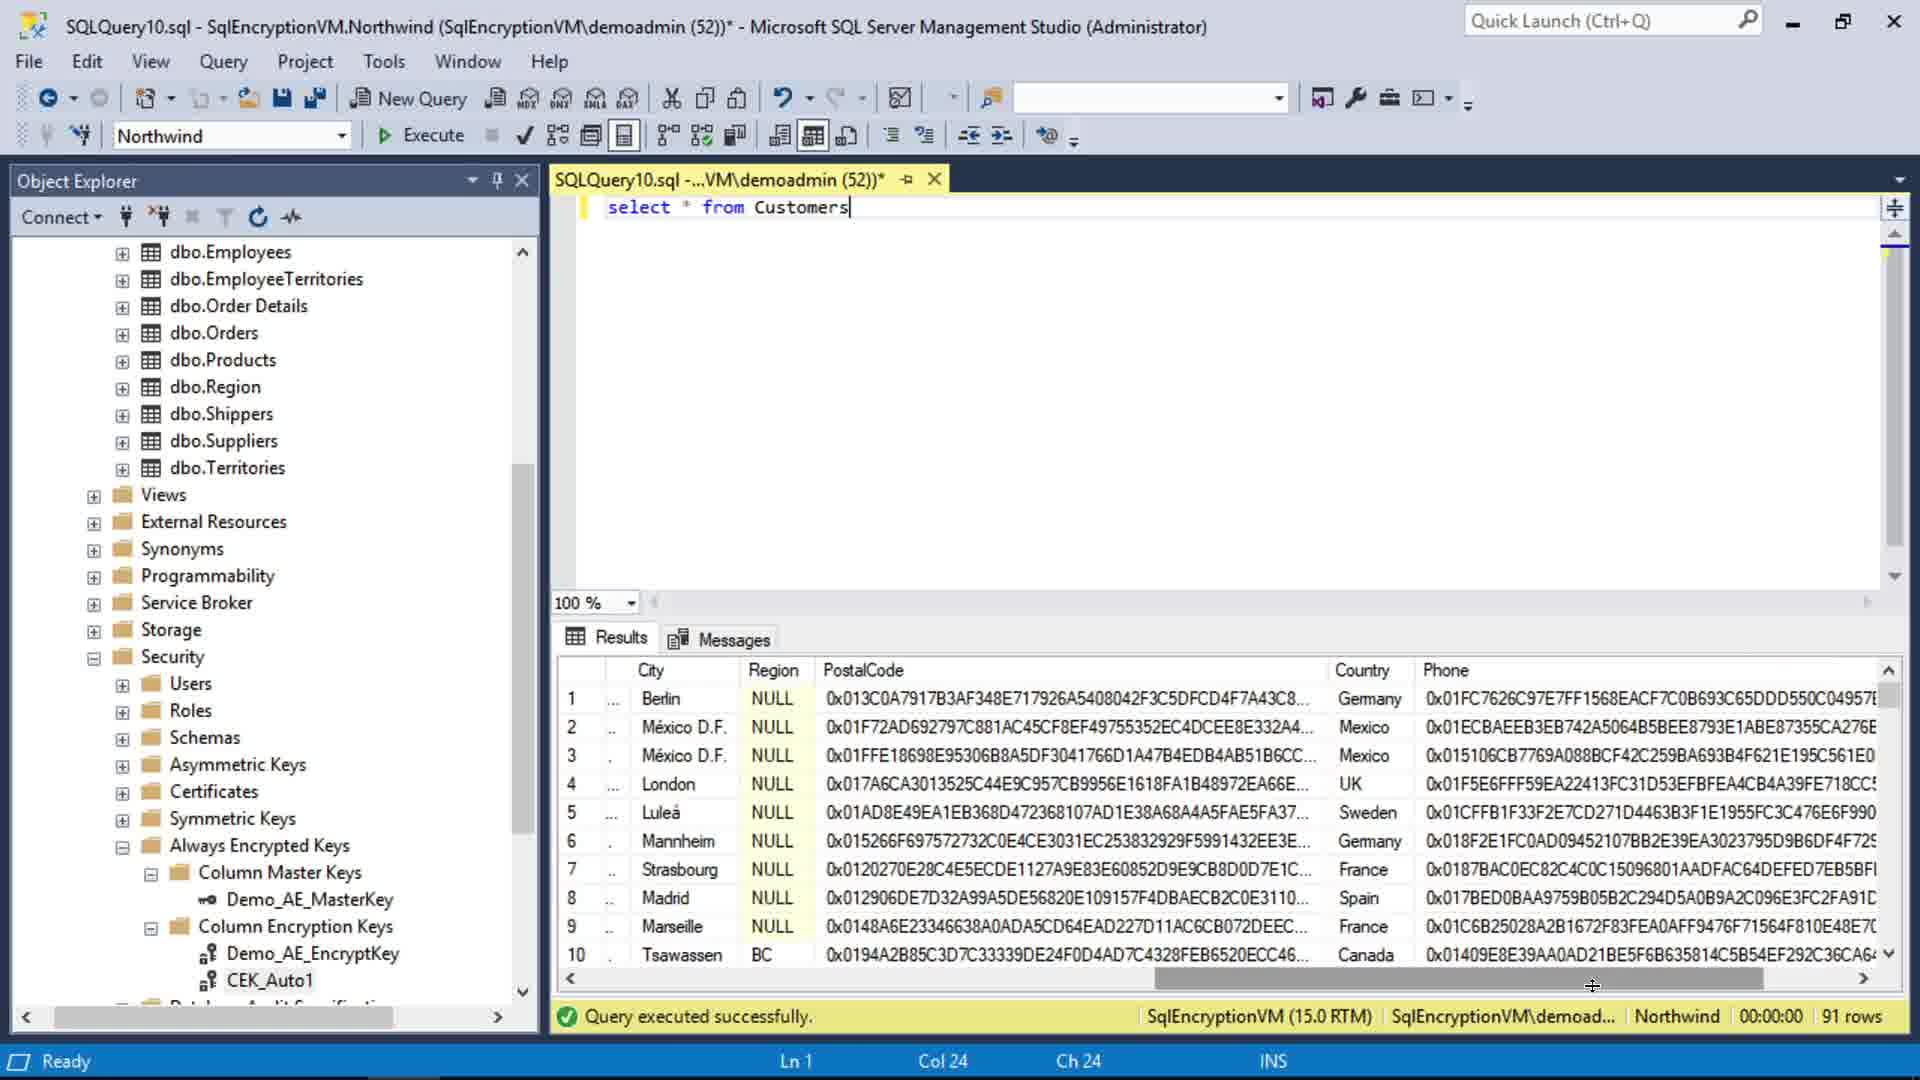 SQLQuery10.sql - SqlEncryptionVM.Northwind (SqlEncryptionVM\demoadmin (52))* - Microsoft SQL Server Management Studio (Administrator)
Quick Launch (Ctrl+Q)
File Edit View Query Project Tools Window Help
New Query MDX DMX XMLA DAX
Northwind Execute
Object Explorer
SQLQuery10.sql -...VM\demoadmin (52))*
Connect
select * from Customers
dbo.Employees
dbo.EmployeeTerritories
dbo.Order Details
dbo.Orders
dbo.Products
dbo.Region
dbo.Shippers
dbo.Suppliers
dbo.Territories
Views
External Resources
Synonyms
Programmability
Service Broker
Storage
Security
Users
Roles
Schemas
Asymmetric Keys
Certificates
Symmetric Keys
Always Encrypted Keys
Column Master Keys
Demo_AE_MasterKey
Column Encryption Keys
Demo_AE_EncryptKey
CEK_Auto1
100 %
Results Messages
City Region PostalCode Country Phone
1 ... Berlin NULL 0x013C0A7917B3AF348E717926A5408042F3C5DFCD4F7A43C8... Germany 0x01FC7626C97E7FF1568EACF7C0B693C65DDD550C04957E
2 .. México D.F. NULL 0x01F72AD692797C881AC45CF8EF49755352EC4DCEE8E332A4... Mexico 0x01ECBAEEB3EB742A5064B5BEE8793E1ABE87355CA276E
3 . México D.F. NULL 0x01FFE18698E95306B8A5DF3041766D1A47B4EDB4AB51B6CC... Mexico 0x015106CB7769A088BCF42C259BA693B4F621E195C561E0
4 ... London NULL 0x017A6CA3013525C44E9C957CB9956E1618FA1B48972EA66E... UK 0x01F5E6FFF59EA22413FC31D53EFBFEA4CB4A39FE718CC5
5 ... Luleå NULL 0x01AD8E49EA1EB368D472368107AD1E38A68A4A5FAE5FA37... Sweden 0x01CFFB1F33F2E7CD271D4463B3F1E1955FC3C476E6F990
6 . Mannheim NULL 0x015266F697572732C0E4CE3031EC253832929F5991432EE3E... Germany 0x018F2E1FC0AD09452107BB2E39EA3023795D9B6DF4F729
7 .. Strasbourg NULL 0x0120270E28C4E5ECDE1127A9E83E60852D9E9CB8D0D7E1C... France 0x0187BAC0EC82C4C0C15096801AADFAC64DEFED7EB5BFI
8 .. Madrid NULL 0x012906DE7D32A99A5DE56820E109157F4DBAECB2C0E3110... Spain 0x017BED0BAA9759B05B2C294D5A0B9A2C096E3FC2FA91D
9 .. Marseille NULL 0x0148A6E23346638A0ADA5CD64EAD227D11AC6CB072DEEC... France 0x01C6B25028A2B1672F83FEA0AFF9476F71564F810E48E70
10 Tsawassen BC 0x0194A2B85C3D7C33339DE24F0D4AD7C4328FEB6520ECC46... Canada 0x01409E8E39AA0AD21BE5F6B635814C5B54EF292C36CA64
Query executed successfully. SqlEncryptionVM (15.0 RTM) SqlEncryptionVM\demoad... Northwind 00:00:00 91 rows
Ready Ln 1 Col 24 Ch 24 INS